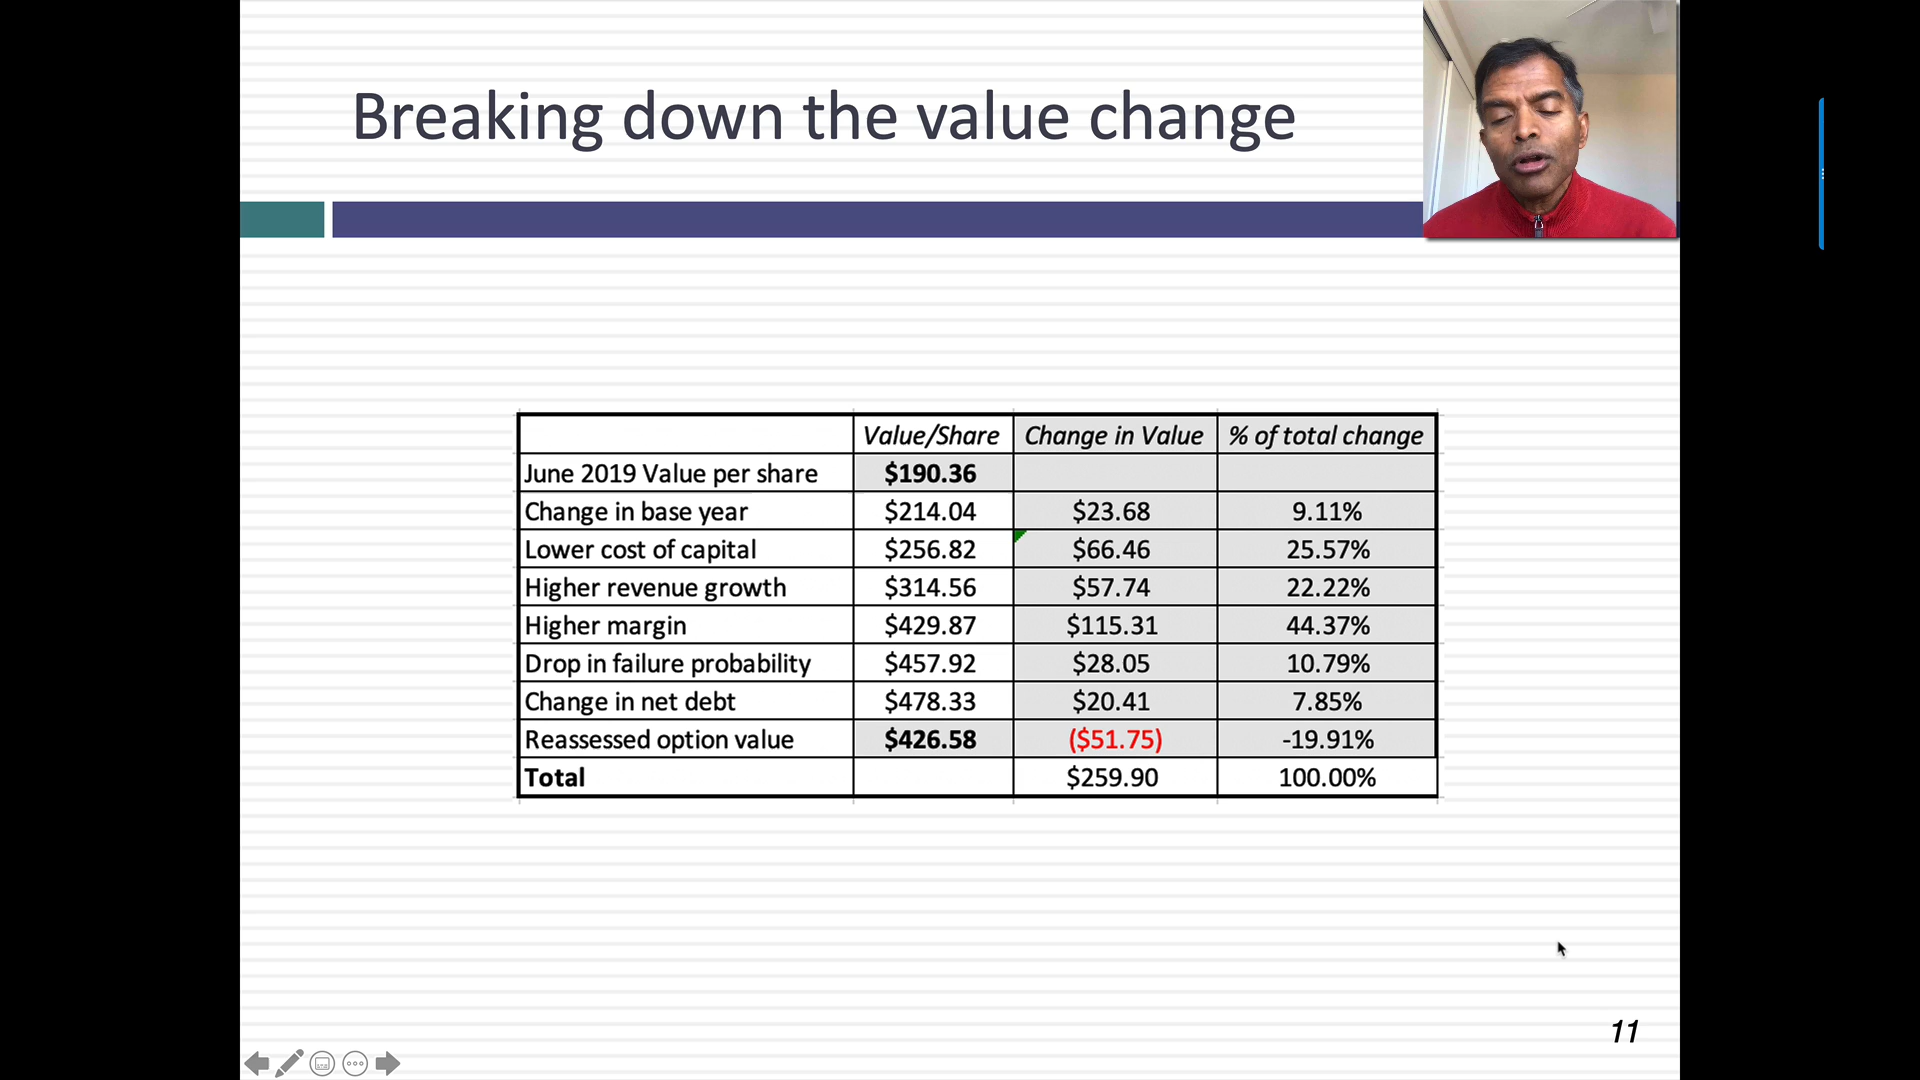 Breaking down the value change
Value/Share Change in Value % of total change
June 2019 Value per share $190.36
Change in base year $214.04 $23.68 9.11%
Lower cost of capital $256.82 $66.46 25.57%
Higher revenue growth $314.56 $57.74 22.22%
Higher margin $429.87 $115.31 44.37%
Drop in failure probability $457.92 $28.05 10.79%
Change in net debt $478.33 $20.41 7.85%
Reassessed option value $426.58 ($51.75) -19.91%
Total $259.90 100.00%
11